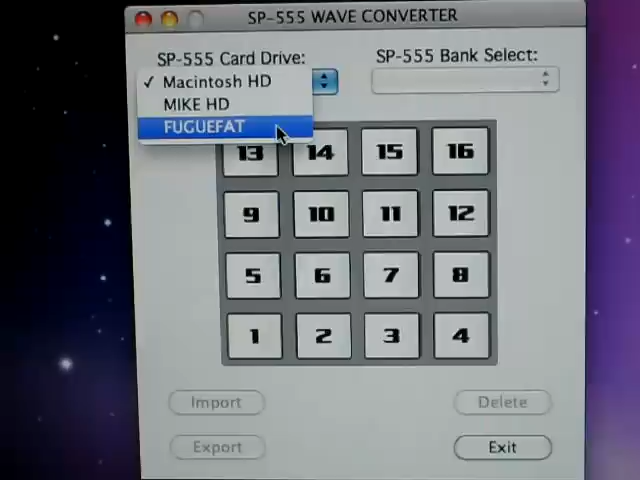 SP-555 WAVE CONVERTER
SP-555 Card Drive: SP-555 Bank Select:
✓ Macintosh HD
MIKE HD
FUGUEFAT
13 14 15 16
9 10 11 12
5 6 7 8
1 2 3 4
Import Delete
Export Exit